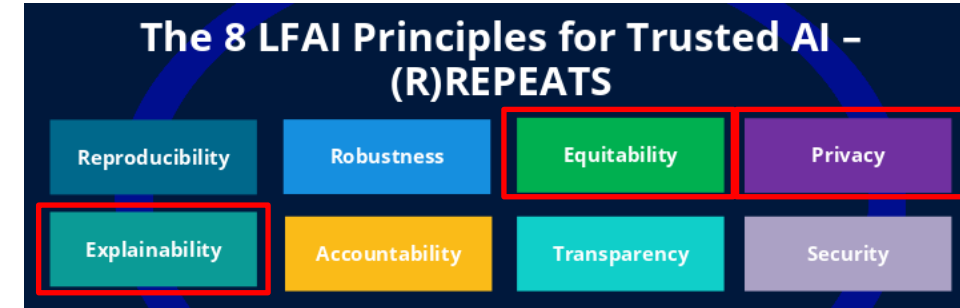 The 8 LFAI Principles for Trusted AI –
(R)REPEATS
Reproducibility
Robustness
Equitability
Privacy
Explainability
Accountability
Transparency
Security